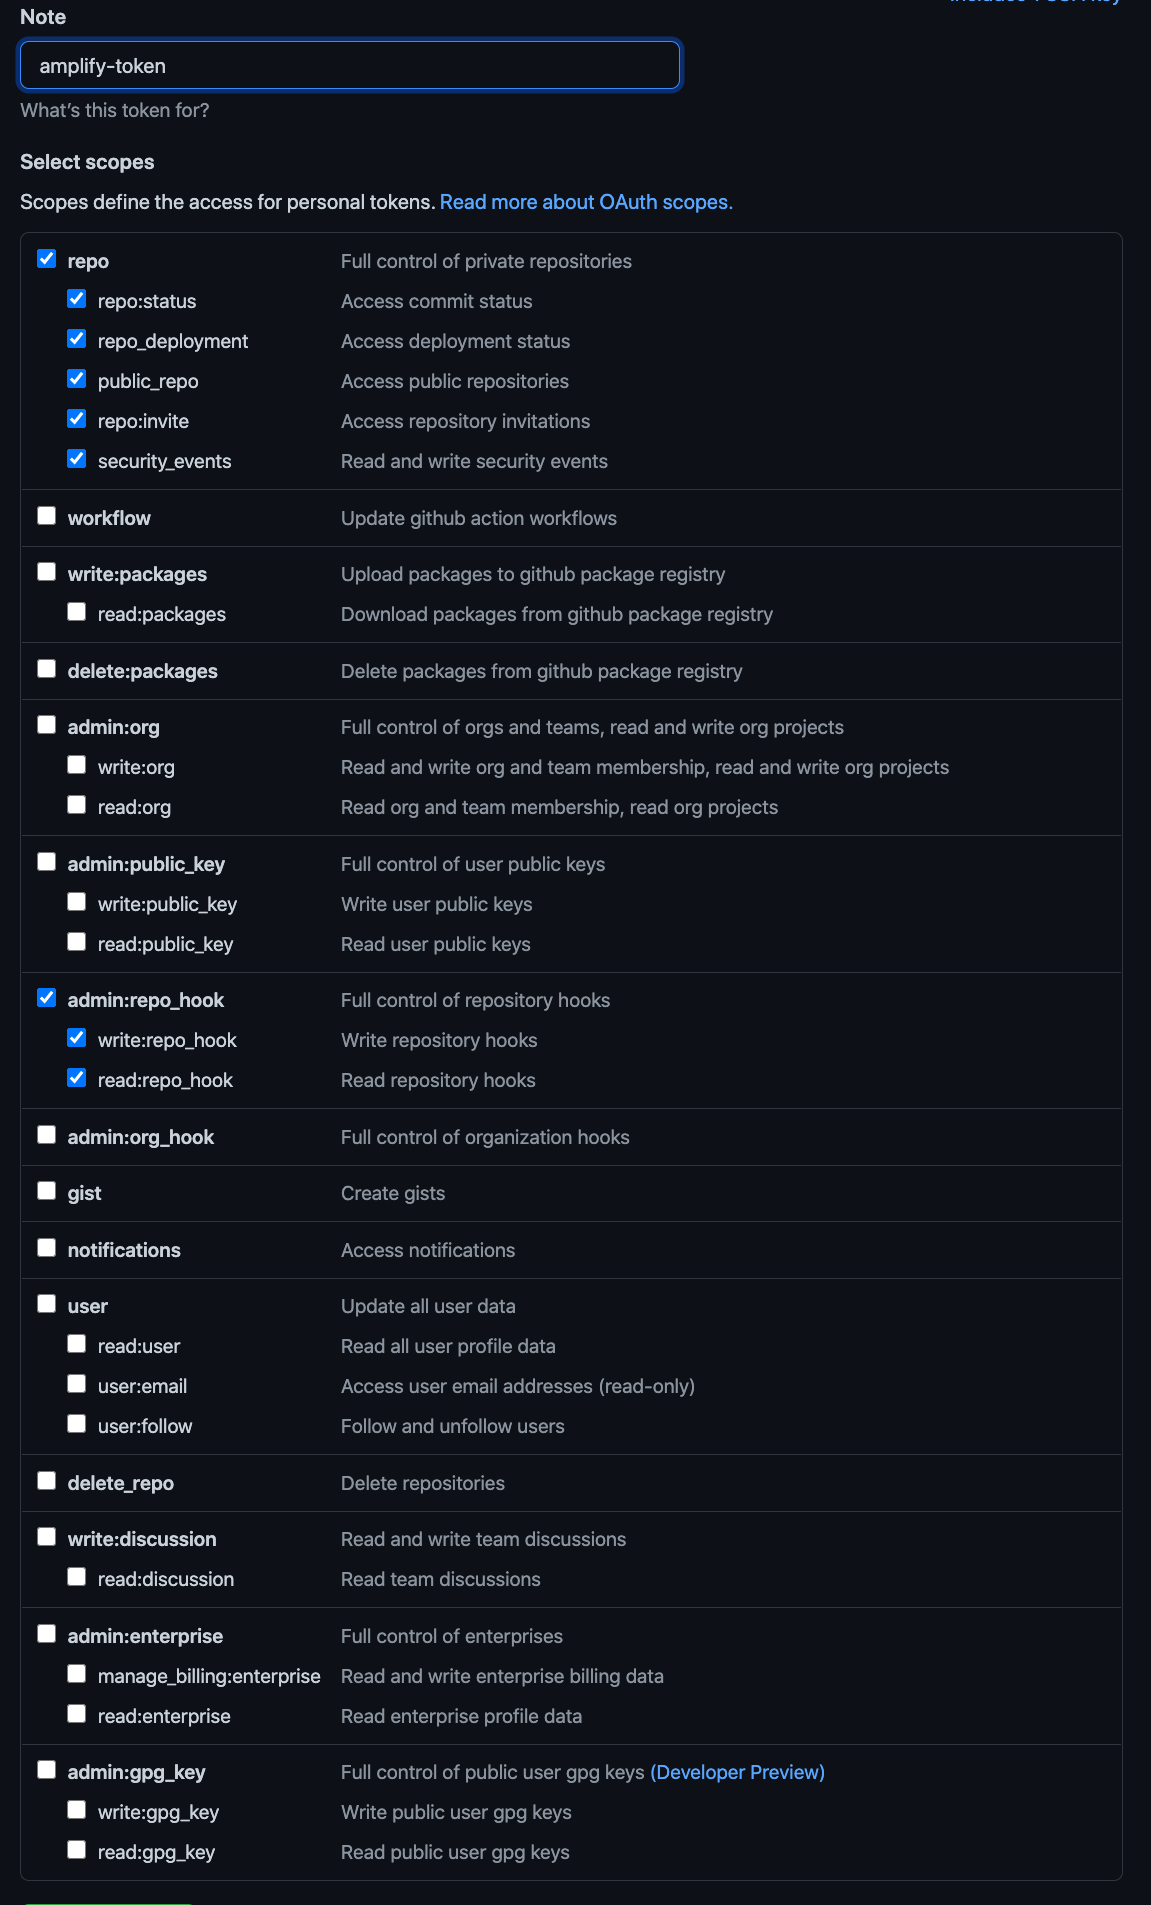 Note
amplify-token
What's this token for?
Select scopes
Scopes define the access for personal tokens. Read more about OAuth scopes.
repo Full control of private repositories
repo:status Access commit status
repo_deployment Access deployment status
public_repo Access public repositories
repo:invite Access repository invitations
security_events Read and write security events
workflow Update github action workflows
write:packages Upload packages to github package registry
read:packages Download packages from github package registry
delete:packages Delete packages from github package registry
admin:org Full control of orgs and teams, read and write org projects
write:org Read and write org and team membership, read and write org projects
read:org Read org and team membership, read org projects
admin:public_key Full control of user public keys
write:public_key Write user public keys
read:public_key Read user public keys
admin:repo_hook Full control of repository hooks
write:repo_hook Write repository hooks
read:repo_hook Read repository hooks
admin:org_hook Full control of organization hooks
gist Create gists
notifications Access notifications
user Update all user data
read:user Read all user profile data
user:email Access user email addresses (read-only)
user:follow Follow and unfollow users
delete_repo Delete repositories
write:discussion Read and write team discussions
read:discussion Read team discussions
admin:enterprise Full control of enterprises
manage_billing:enterprise Read and write enterprise billing data
read:enterprise Read enterprise profile data
admin:gpg_key Full control of public user gpg keys (Developer Preview)
write:gpg_key Write public user gpg keys
read:gpg_key Read public user gpg keys